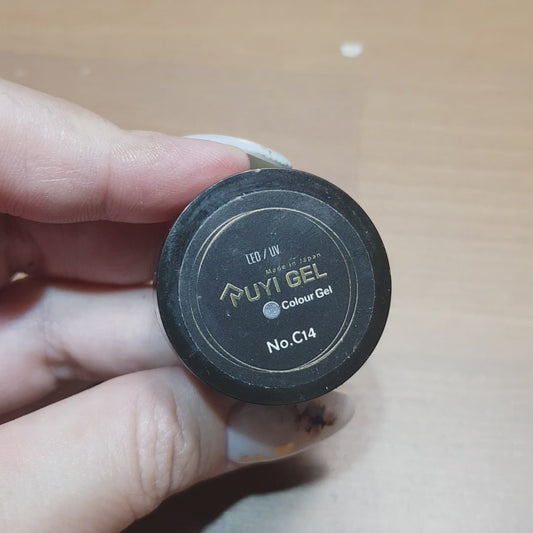 LED / UV
Made in Japan
PUYI GEL
Colour Gel
No.C14